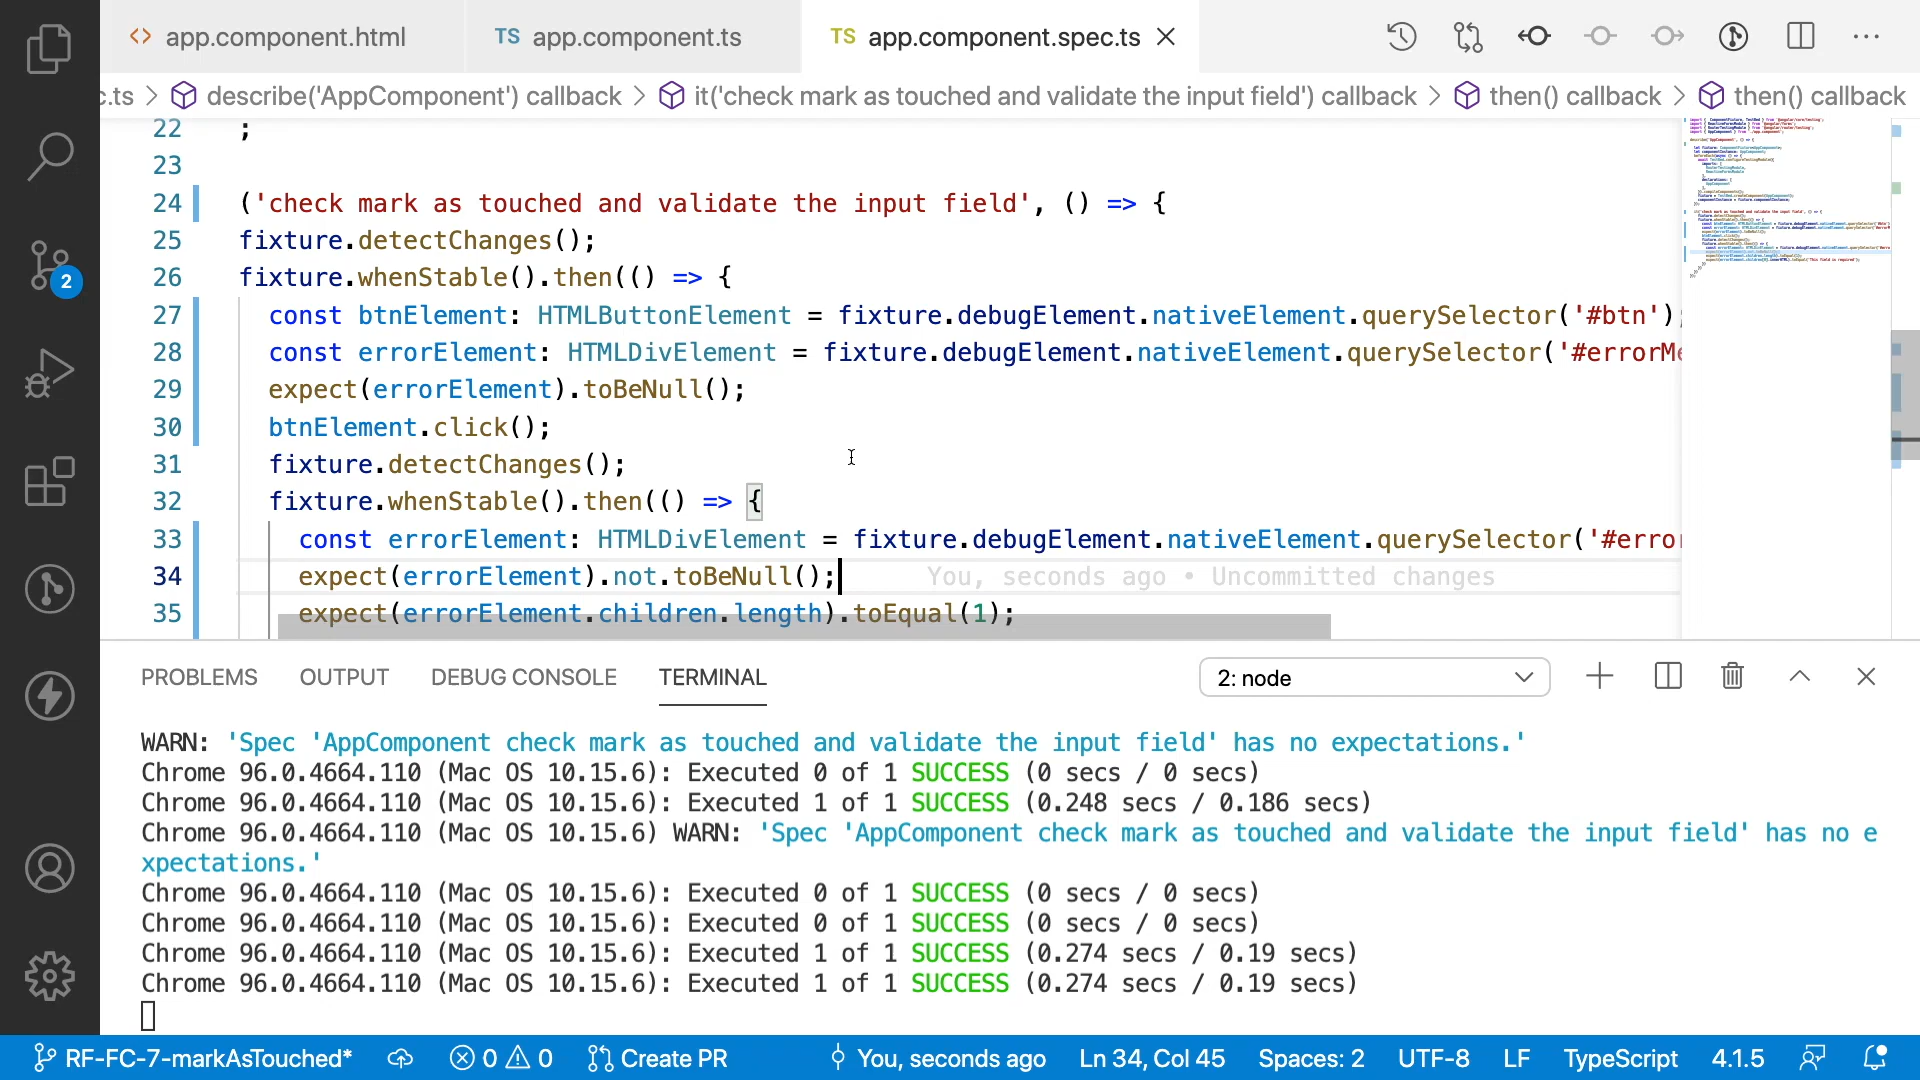 <> app.component.html TS app.component.ts TS app.component.spec.ts
c.ts > describe('AppComponent') callback > it('check mark as touched and validate the input field') callback > then() callback > then() callback
22 ;
23
24 ('check mark as touched and validate the input field', () => {
25 fixture.detectChanges();
26 fixture.whenStable().then(() => {
27 const btnElement: HTMLButtonElement = fixture.debugElement.nativeElement.querySelector('#btn');
28 const errorElement: HTMLDivElement = fixture.debugElement.nativeElement.querySelector('#errorMe
29 expect(errorElement).toBeNull();
30 btnElement.click();
31 fixture.detectChanges();
32 fixture.whenStable().then(() => {
33 const errorElement: HTMLDivElement = fixture.debugElement.nativeElement.querySelector('#error
34 expect(errorElement).not.toBeNull(); You, seconds ago • Uncommitted changes
35 expect(errorElement.children.length).toEqual(1);
2
PROBLEMS OUTPUT DEBUG CONSOLE TERMINAL 2: node
WARN: 'Spec 'AppComponent check mark as touched and validate the input field' has no expectations.'
Chrome 96.0.4664.110 (Mac OS 10.15.6): Executed 0 of 1 SUCCESS (0 secs / 0 secs)
Chrome 96.0.4664.110 (Mac OS 10.15.6): Executed 1 of 1 SUCCESS (0.248 secs / 0.186 secs)
Chrome 96.0.4664.110 (Mac OS 10.15.6) WARN: 'Spec 'AppComponent check mark as touched and validate the input field' has no e
xpectations.'
Chrome 96.0.4664.110 (Mac OS 10.15.6): Executed 0 of 1 SUCCESS (0 secs / 0 secs)
Chrome 96.0.4664.110 (Mac OS 10.15.6): Executed 0 of 1 SUCCESS (0 secs / 0 secs)
Chrome 96.0.4664.110 (Mac OS 10.15.6): Executed 1 of 1 SUCCESS (0.274 secs / 0.19 secs)
Chrome 96.0.4664.110 (Mac OS 10.15.6): Executed 1 of 1 SUCCESS (0.274 secs / 0.19 secs)
RF-FC-7-markAsTouched* 0 0 Create PR You, seconds ago Ln 34, Col 45 Spaces: 2 UTF-8 LF TypeScript 4.1.5